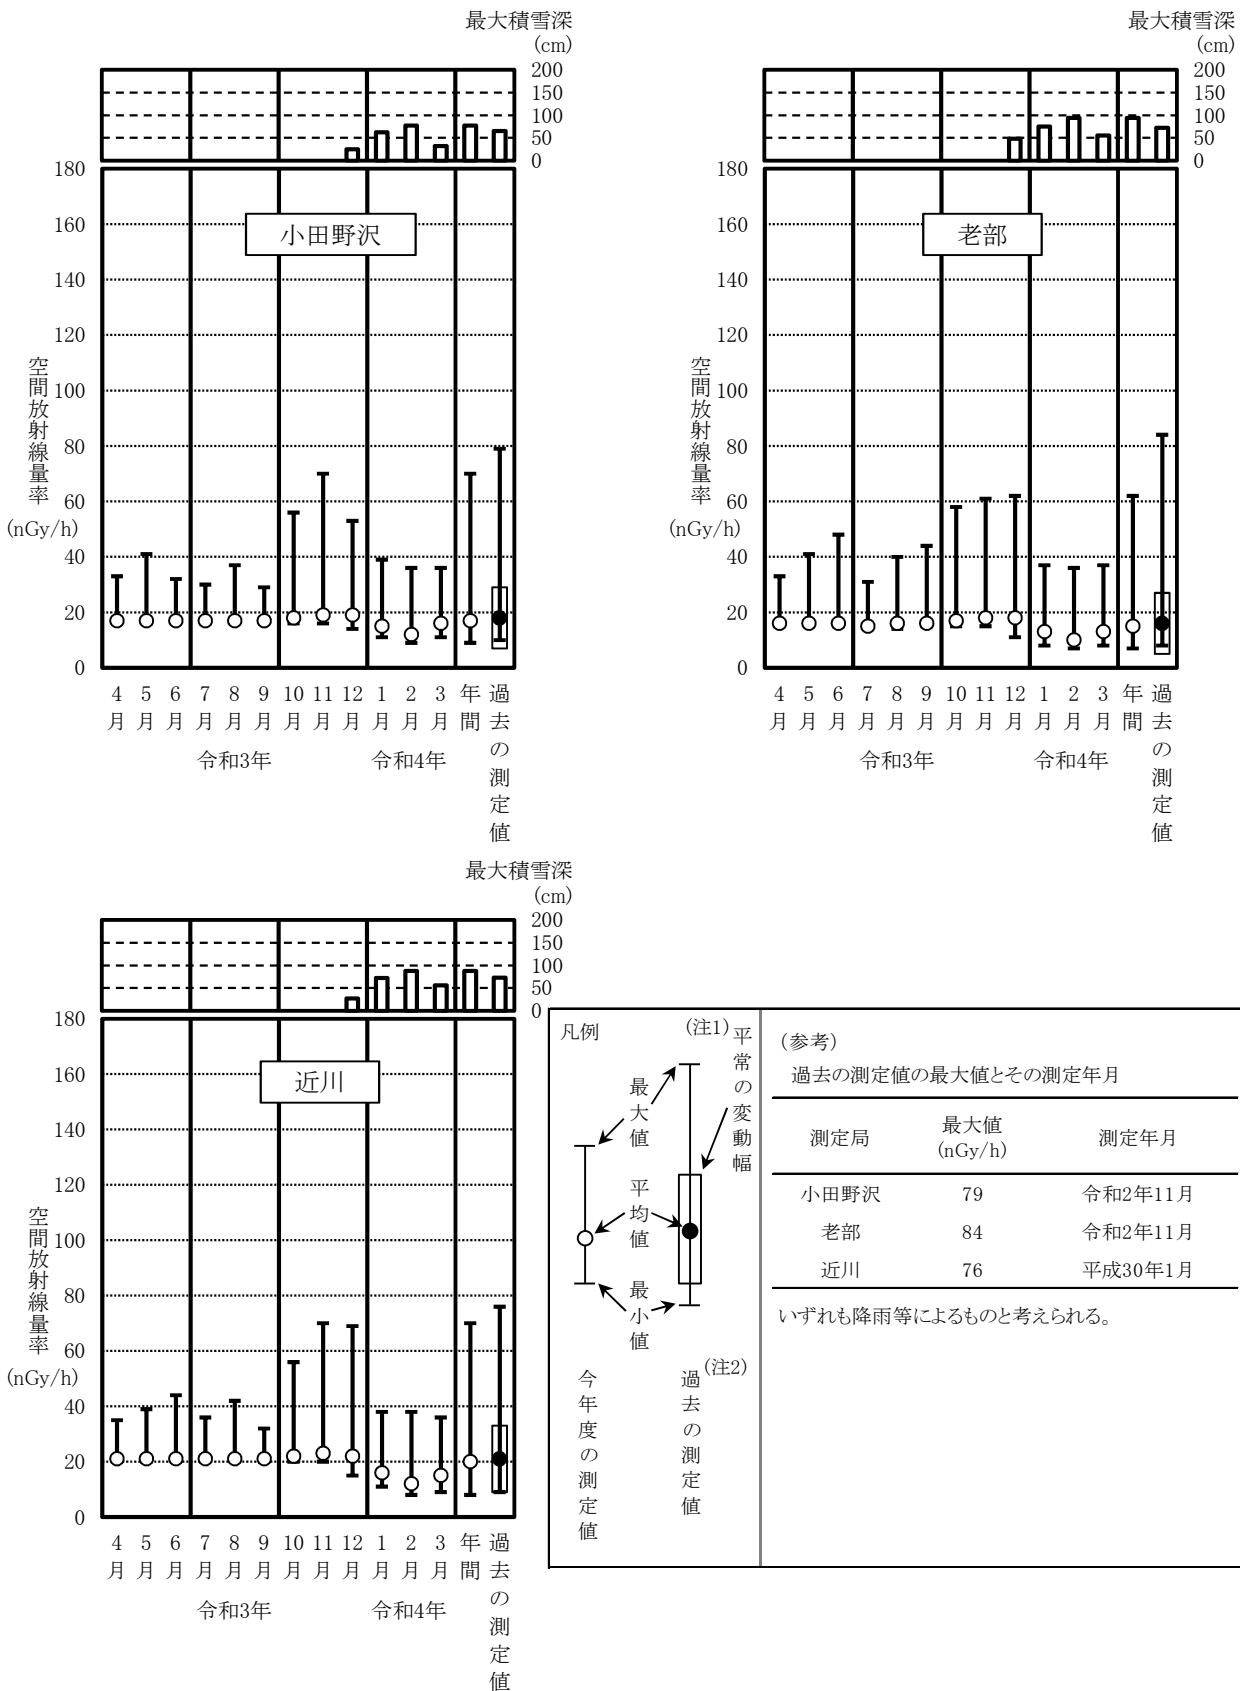 最大積雪深
(cm)
200
150
100
50
0
180
160
140
120
100
80
60
40
20
0
空間放射線量率
(nGy/h)
小田野沢
4月 5月 6月 7月 8月 9月 10月 11月 12月 1月 2月 3月 年間 過去の測定値
令和3年 令和4年
最大積雪深
(cm)
200
150
100
50
0
180
160
140
120
100
80
60
40
20
0
空間放射線量率
(nGy/h)
老部
4月 5月 6月 7月 8月 9月 10月 11月 12月 1月 2月 3月 年間 過去の測定値
令和3年 令和4年
最大積雪深
(cm)
200
150
100
50
0
180
160
140
120
100
80
60
40
20
0
空間放射線量率
(nGy/h)
近川
4月 5月 6月 7月 8月 9月 10月 11月 12月 1月 2月 3月 年間 過去の測定値
令和3年 令和4年
凡例
(注1)
平常の変動幅
最大値
平均値
最小値
今年度の測定値
過去の測定値
(注2)
(参考)
過去の測定値の最大値とその測定年月
測定局 最大値 (nGy/h) 測定年月
小田野沢 79 令和2年11月
老部 84 令和2年11月
近川 76 平成30年1月
いずれも降雨等によるものと考えられる。